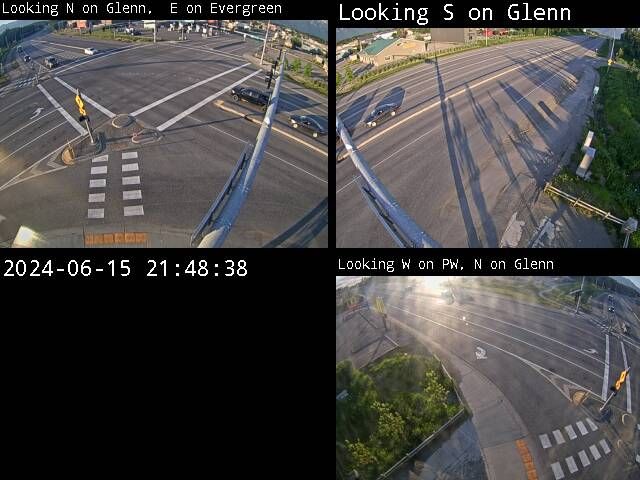 Looking N on Glenn,  E on Evergreen
Looking S on Glenn
2024-06-15 21:48:38
Looking W on PW, N on Glenn